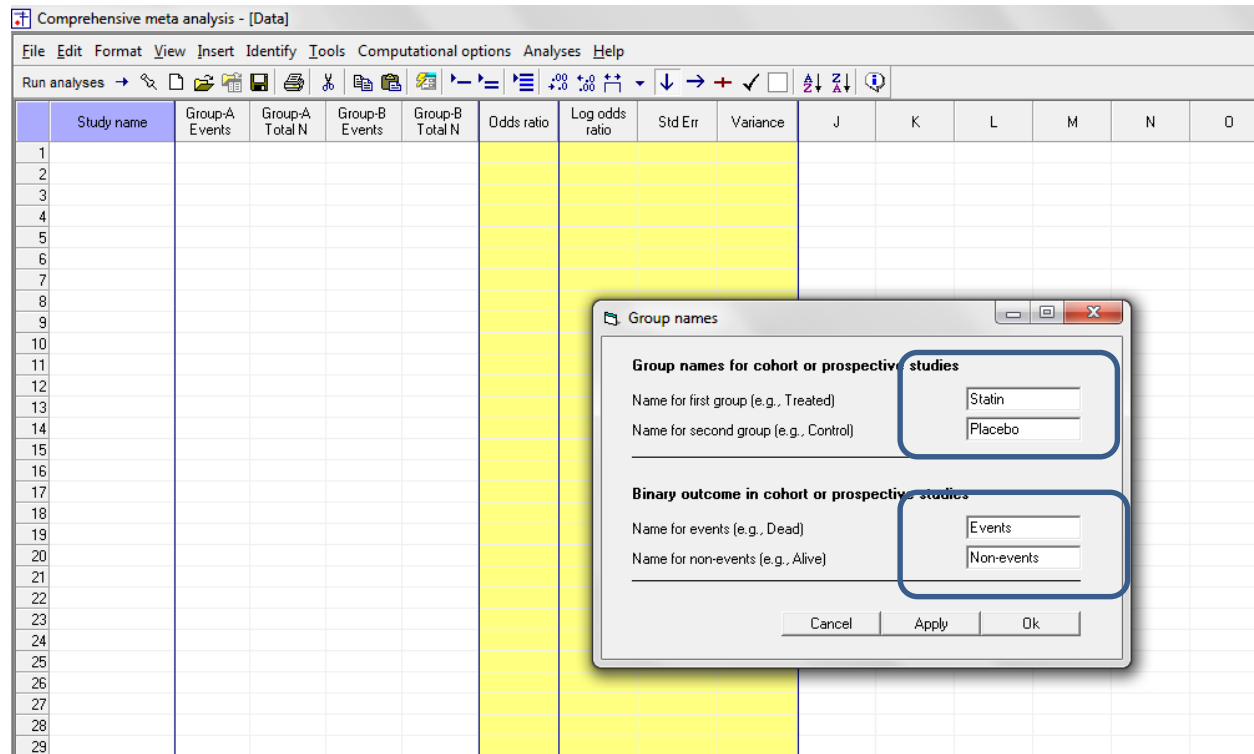 Comprehensive meta analysis - [Data]
File Edit Format View Insert Identify Tools Computational options Analyses Help
Run analyses
Study name Group-A Events Group-A Total N Group-B Events Group-B Total N Odds ratio Log odds ratio Std Err Variance J K L M N O
1
2
3
4
5
6
7
8
9
10
11
12
13
14
15
16
17
18
19
20
21
22
23
24
25
26
27
28
29
Group names
Group names for cohort or prospective studies
Name for first group (e.g., Treated) Statin
Name for second group (e.g., Control) Placebo
Binary outcome in cohort or prospective studies
Name for events (e.g., Dead) Events
Name for non-events (e.g., Alive) Non-events
Cancel Apply Ok